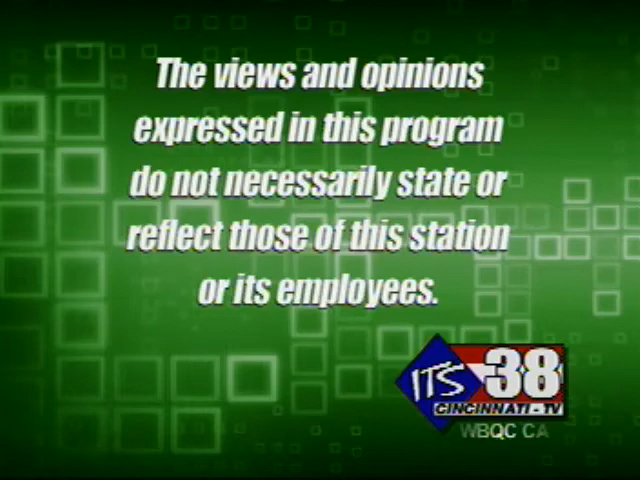 The views and opinions
expressed in this program
do not necessarily state or
reflect those of this station
or its employees.
ITS 38
CINCINNATI-TV
WBQC CA